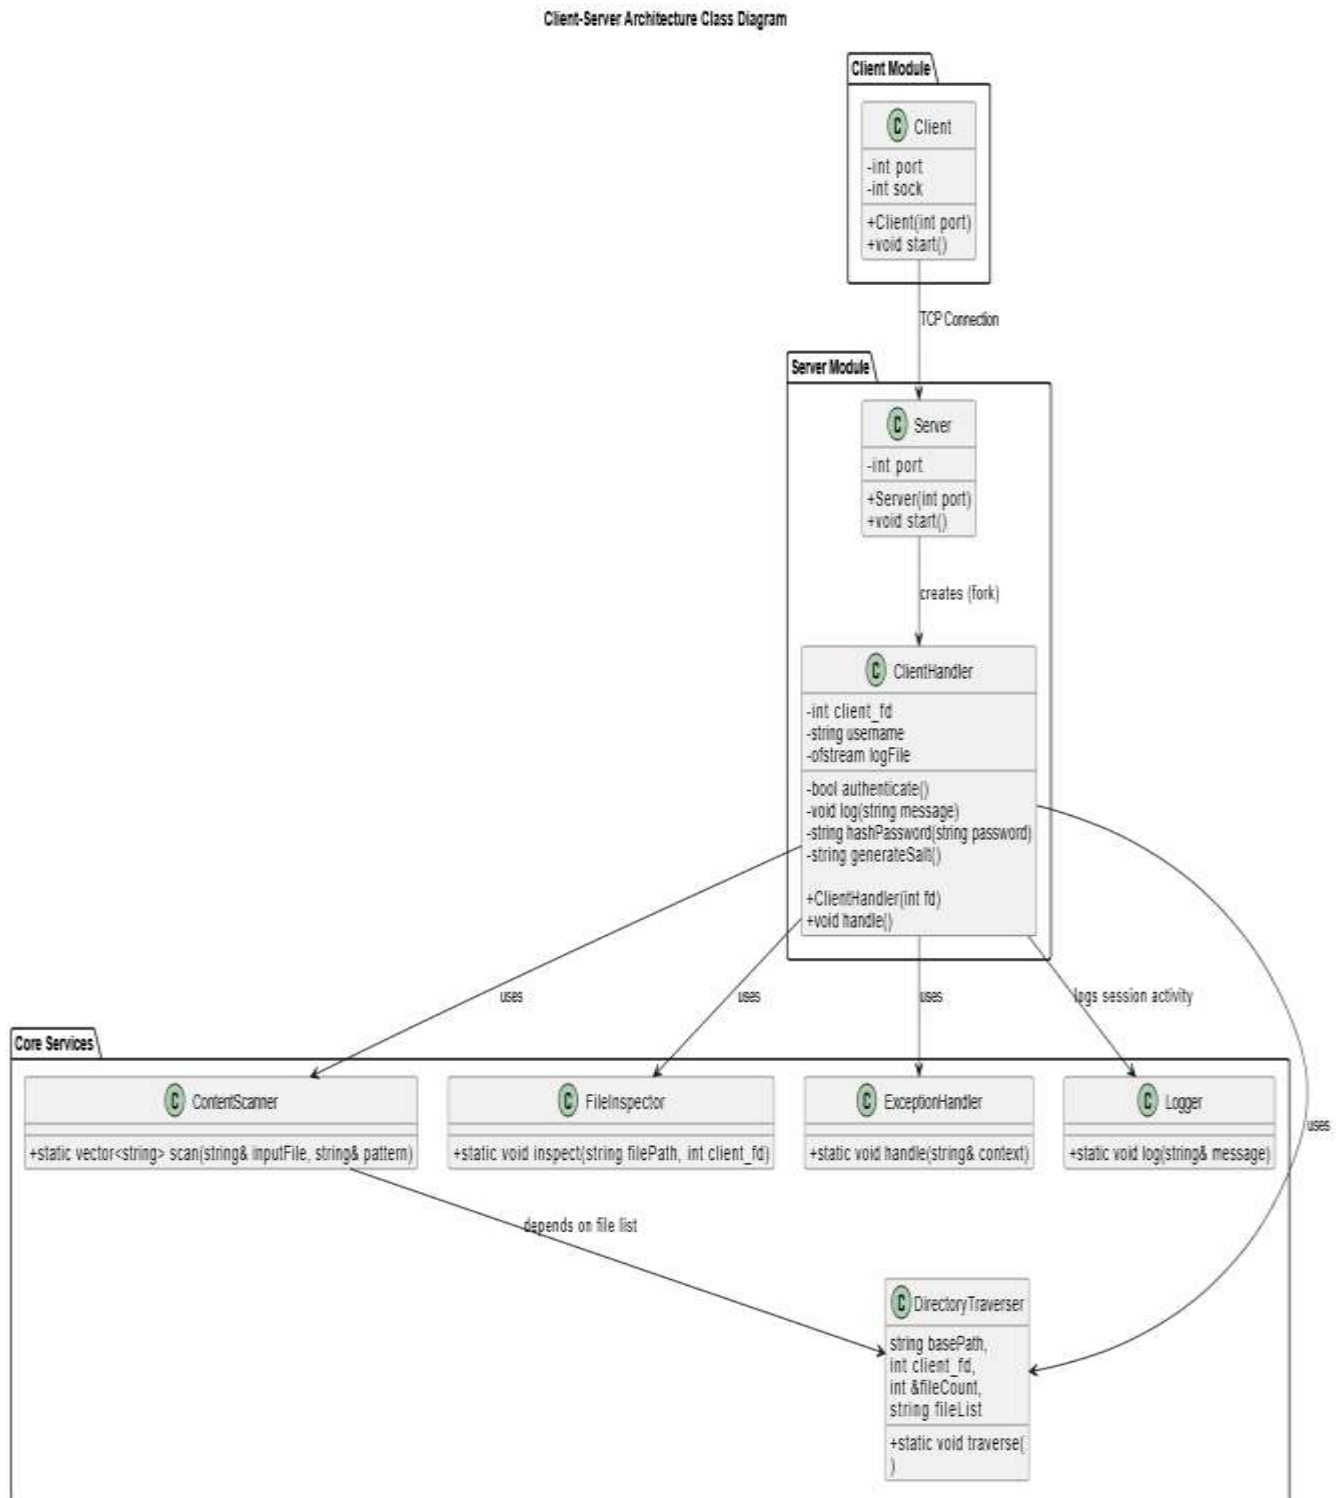 Client-Server Architecture Class Diagram
Client Module
C Client
-int port
-int sock
+Client(int port)
+void start()
TCP Connection
Server Module
C Server
-int port
+Server(int port)
+void start()
creates (fork)
C ClientHandler
-int client_fd
-string username
-ofstream logFile
-bool authenticate()
-void log(string message)
-string hashPassword(string password)
-string generateSalt()
+ClientHandler(int fd)
+void handle()
uses
uses
uses
logs session activity
uses
Core Services
C ContentScanner
+static vector<string> scan(string& inputFile, string& pattern)
C FileInspector
+static void inspect(string filePath, int client_fd)
C ExceptionHandler
+static void handle(string& context)
C Logger
+static void log(string& message)
depends on file list
C DirectoryTraverser
string basePath,
int client_fd,
int &fileCount,
string fileList
+static void traverse(
)